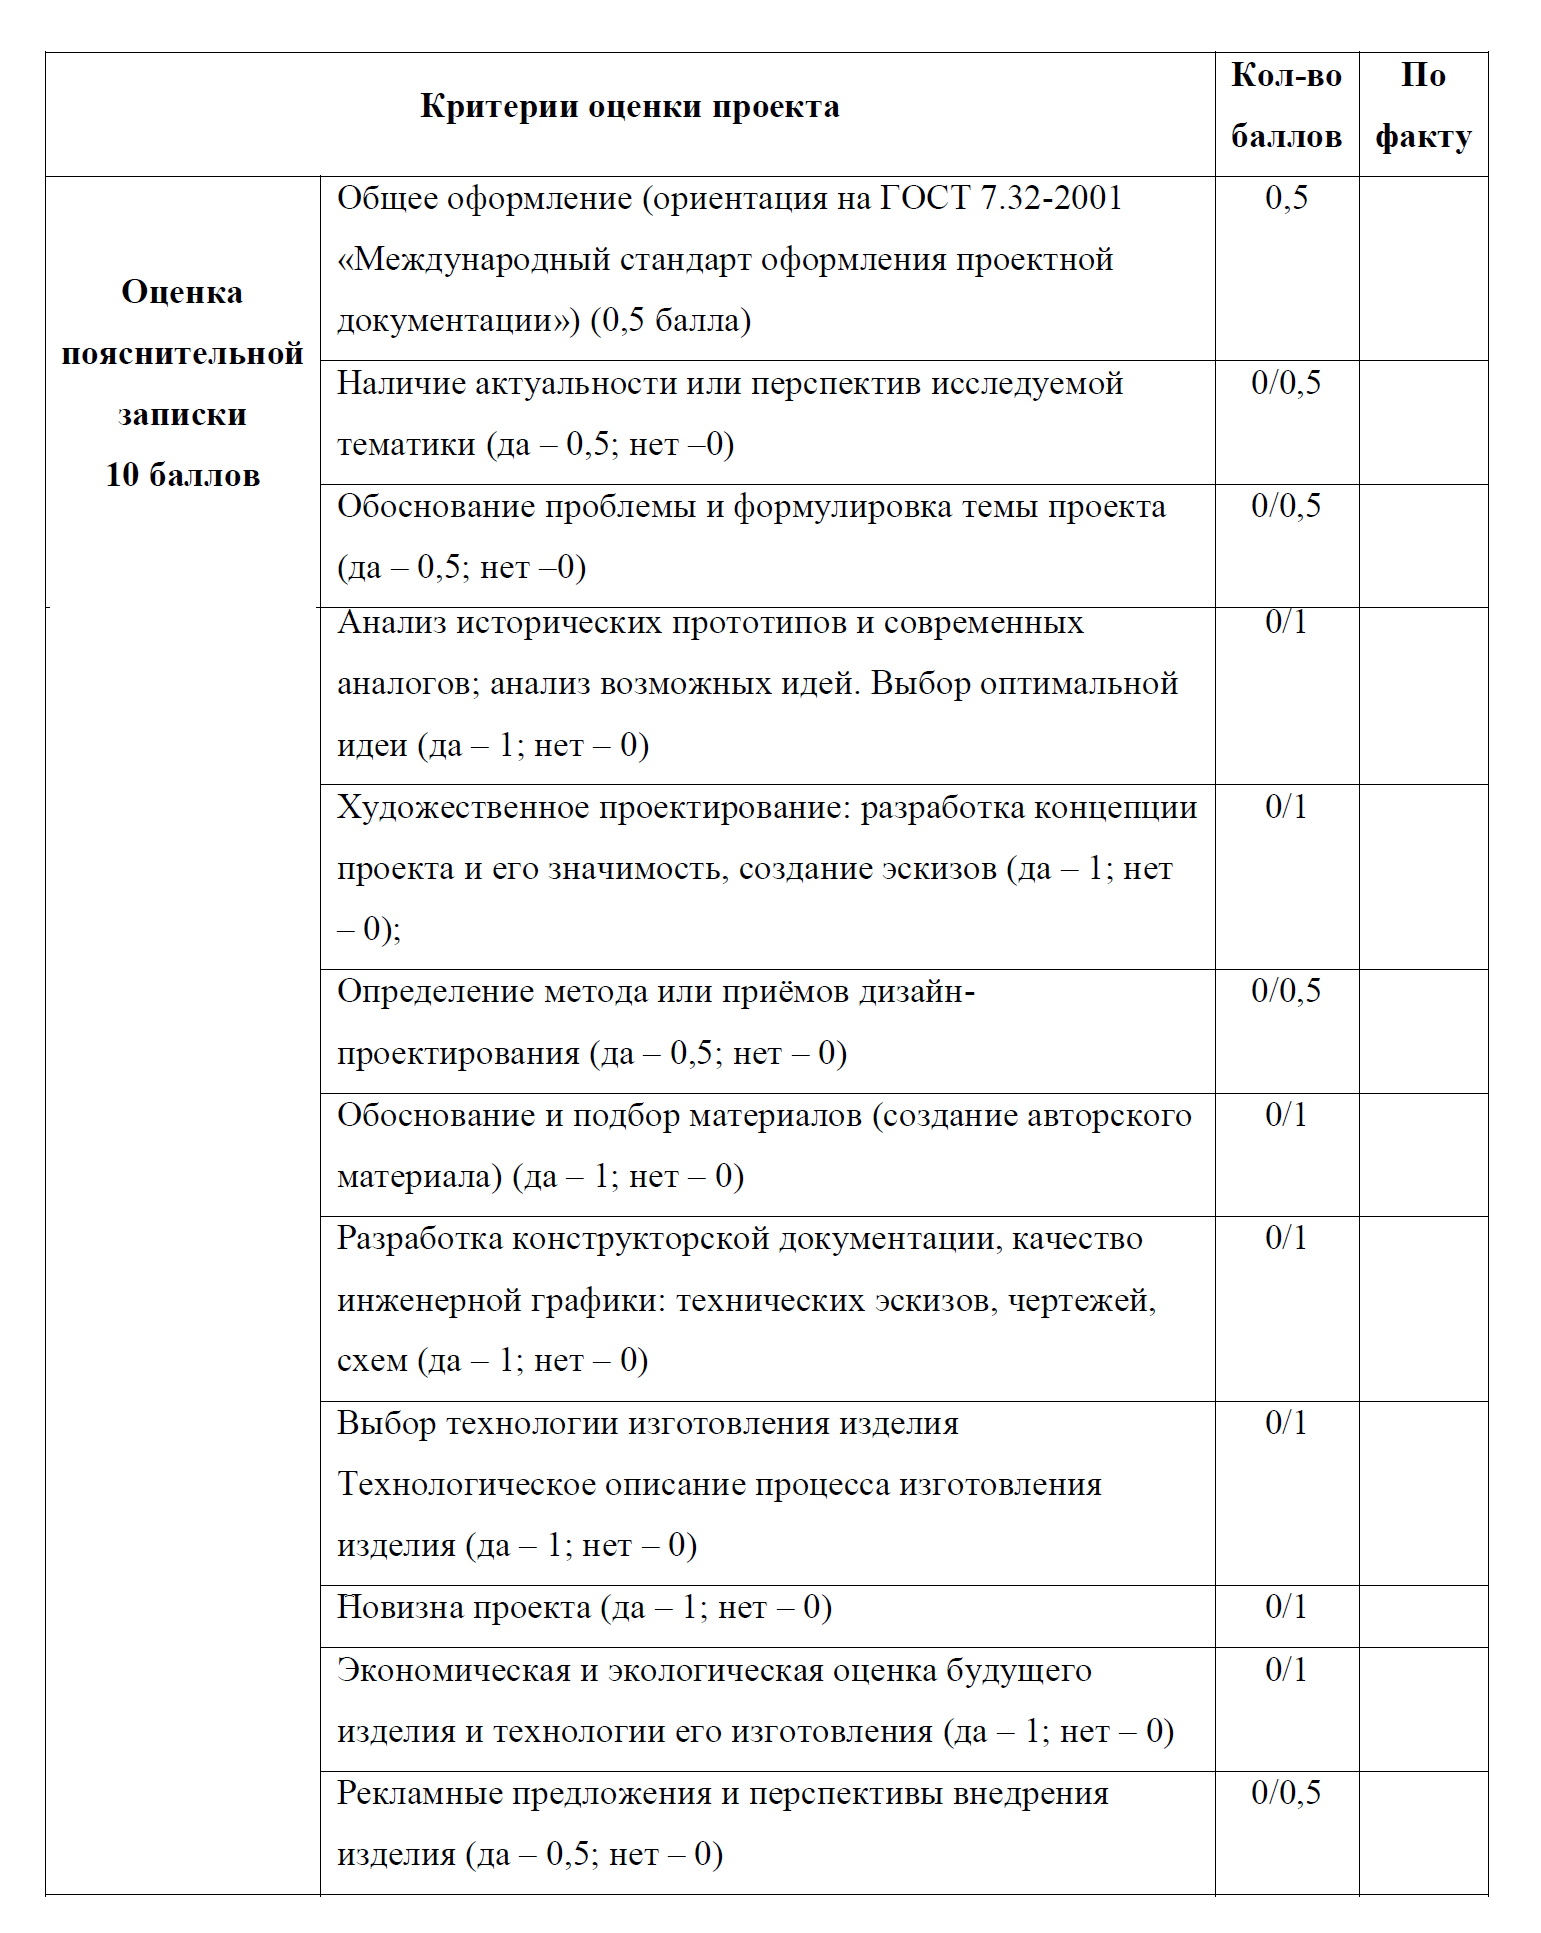 Критерии оценки проекта
Кол-во
баллов
По
факту
Оценка
пояснительной
записки
10 баллов
Общее оформление (ориентация на ГОСТ 7.32-2001
«Международный стандарт оформления проектной
документации») (0,5 балла)
0,5
Наличие актуальности или перспектив исследуемой
тематики (да – 0,5; нет –0)
0/0,5
Обоснование проблемы и формулировка темы проекта
(да – 0,5; нет –0)
0/0,5
Анализ исторических прототипов и современных
аналогов; анализ возможных идей. Выбор оптимальной
идеи (да – 1; нет – 0)
0/1
Художественное проектирование: разработка концепции
проекта и его значимость, создание эскизов (да – 1; нет
– 0);
0/1
Определение метода или приёмов дизайн-
проектирования (да – 0,5; нет – 0)
0/0,5
Обоснование и подбор материалов (создание авторского
материала) (да – 1; нет – 0)
0/1
Разработка конструкторской документации, качество
инженерной графики: технических эскизов, чертежей,
схем (да – 1; нет – 0)
0/1
Выбор технологии изготовления изделия
Технологическое описание процесса изготовления
изделия (да – 1; нет – 0)
0/1
Новизна проекта (да – 1; нет – 0)
0/1
Экономическая и экологическая оценка будущего
изделия и технологии его изготовления (да – 1; нет – 0)
0/1
Рекламные предложения и перспективы внедрения
изделия (да – 0,5; нет – 0)
0/0,5